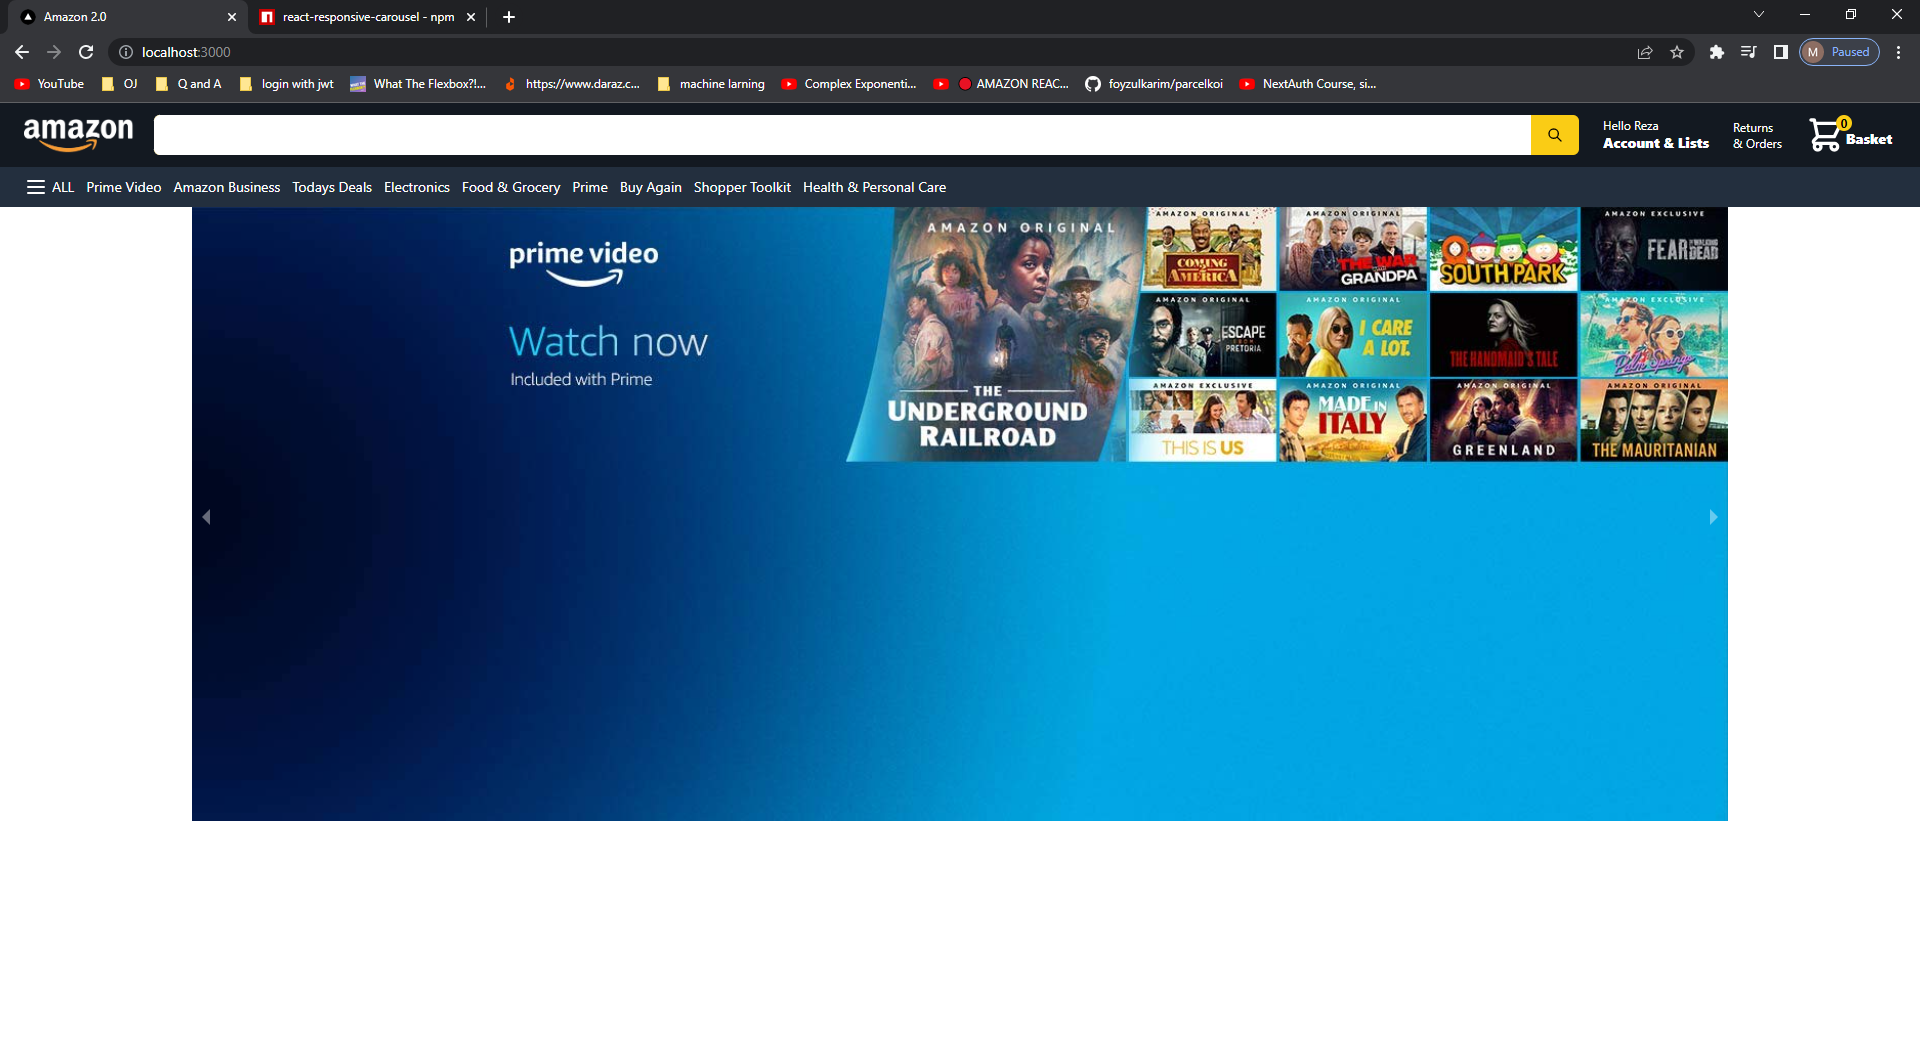 Amazon 2.0
react-responsive-carousel - npm
localhost:3000
M Paused
YouTube OJ Q and A login with jwt What The Flexbox?!... https://www.daraz.c... machine larning Complex Exponenti... AMAZON REAC... foyzulkarim/parcelkoi NextAuth Course, si...
amazon
Hello Reza
Account & Lists
Returns
& Orders
0
Basket
ALL Prime Video Amazon Business Todays Deals Electronics Food & Grocery Prime Buy Again Shopper Toolkit Health & Personal Care
prime video
Watch now
Included with Prime
AMAZON ORIGINAL
THE
UNDERGROUND
RAILROAD
AMAZON ORIGINAL
COMING
AMERICA
AMAZON ORIGINAL
THE WAR
GRANDPA
SOUTH PARK
AMAZON EXCLUSIVE
FEAR THE WALKING DEAD
AMAZON ORIGINAL
ESCAPE
FROM
PRETORIA
AMAZON ORIGINAL
I CARE
A LOT.
THE HANDMAID'S TALE
AMAZON EXCLUSIVE
Palm Springs
AMAZON EXCLUSIVE
THIS IS US
AMAZON ORIGINAL
MADE IN
ITALY
AMAZON ORIGINAL
GREENLAND
AMAZON ORIGINAL
THE MAURITANIAN